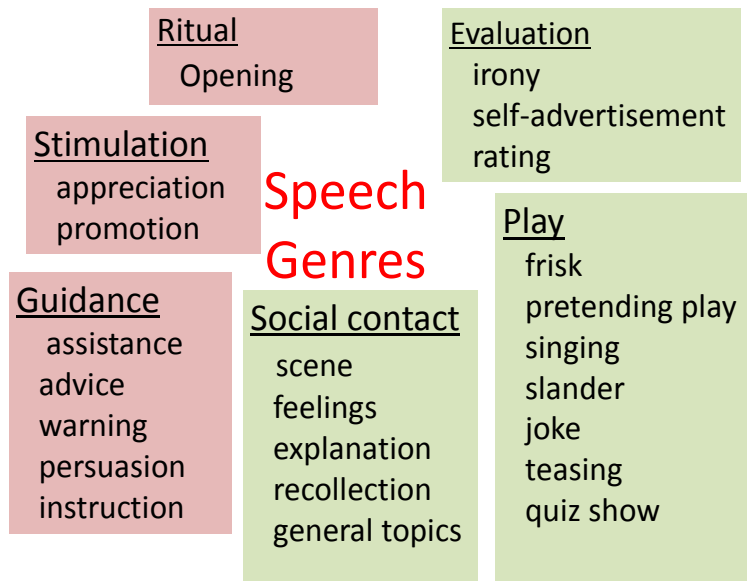 Ritual
Opening
Evaluation
irony
self-advertisement
rating
Stimulation
appreciation
promotion
Speech
Genres
Play
frisk
pretending play
singing
slander
joke
teasing
quiz show
Guidance
assistance
advice
warning
persuasion
instruction
Social contact
scene
feelings
explanation
recollection
general topics